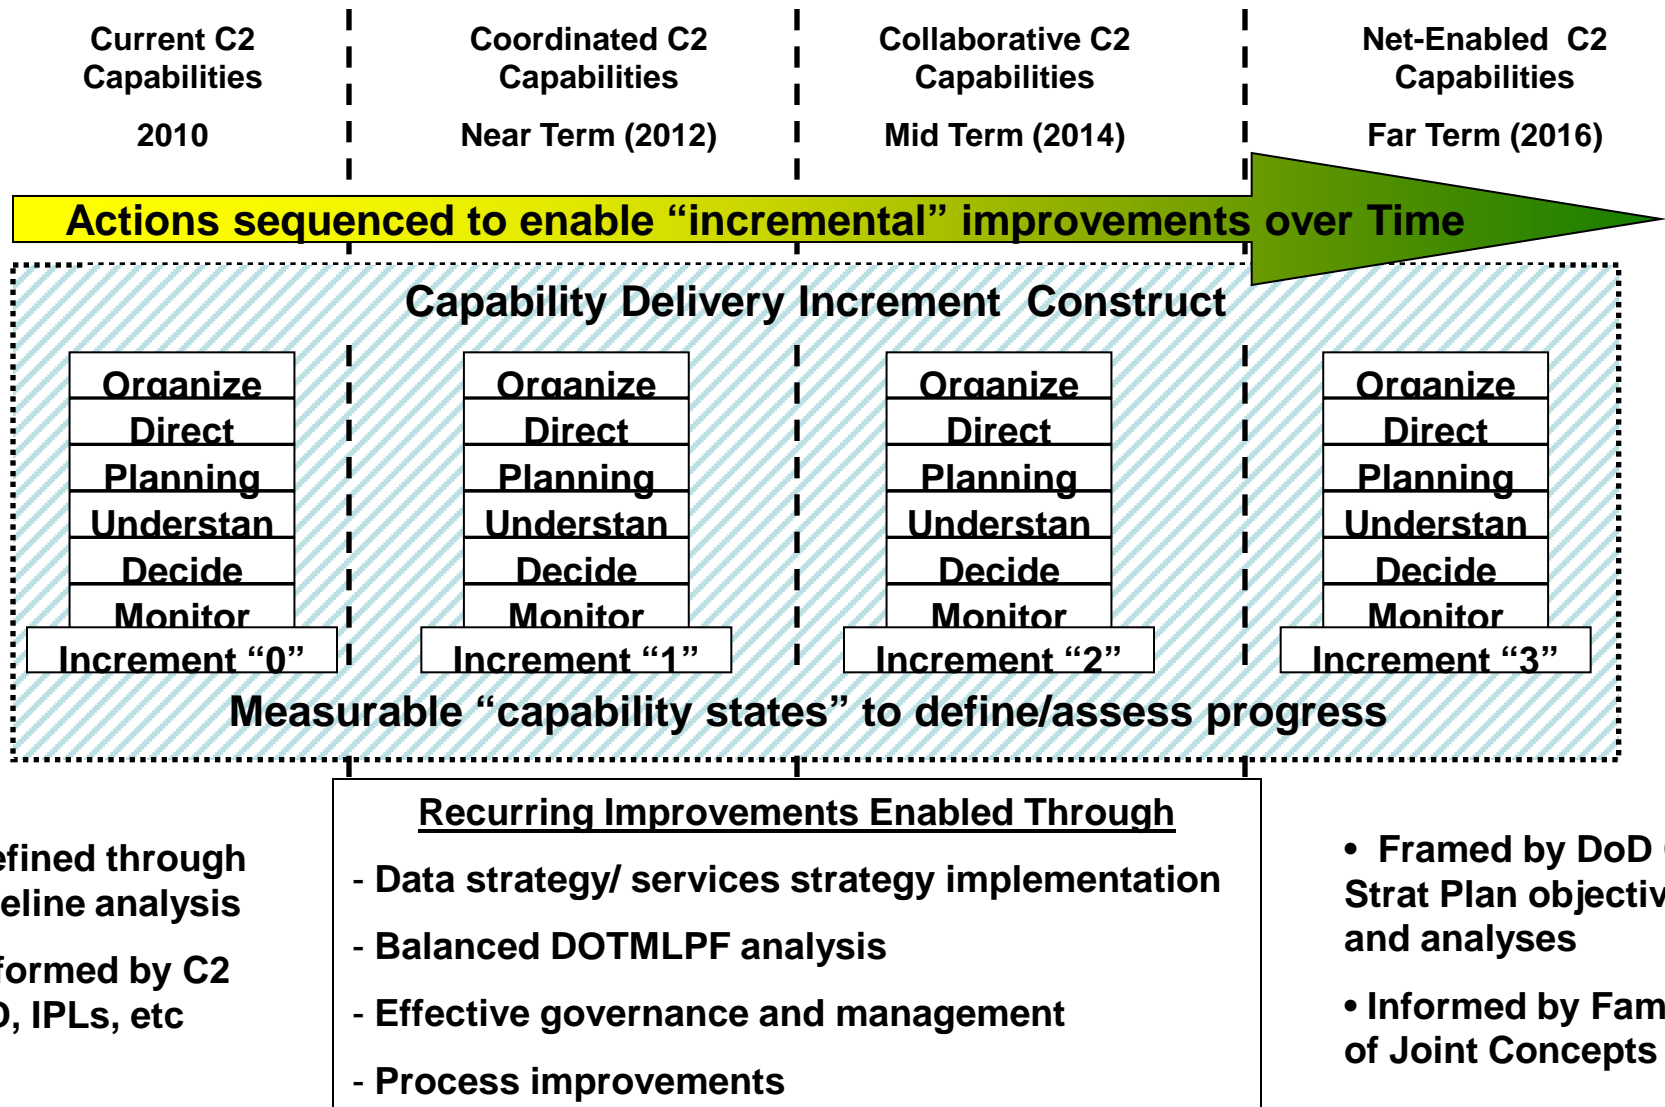 Current C2
Capabilities
2010
Coordinated C2
Capabilities
Near Term (2012)
Collaborative C2
Capabilities
Mid Term (2014)
Net-Enabled C2
Capabilities
Far Term (2016)
Actions sequenced to enable “incremental” improvements over Time
Capability Delivery Increment Construct
Organize
Direct
Planning
Understan
Decide
Monitor
Increment “0”
Organize
Direct
Planning
Understan
Decide
Monitor
Increment “1”
Organize
Direct
Planning
Understan
Decide
Monitor
Increment “2”
Organize
Direct
Planning
Understan
Decide
Monitor
Increment “3”
Measurable “capability states” to define/assess progress
efined through
eline analysis
formed by C2
, IPLs, etc
Recurring Improvements Enabled Through
- Data strategy/ services strategy implementation
- Balanced DOTMLPF analysis
- Effective governance and management
- Process improvements
• Framed by DoD
Strat Plan objectiv
and analyses
• Informed by Fam
of Joint Concepts